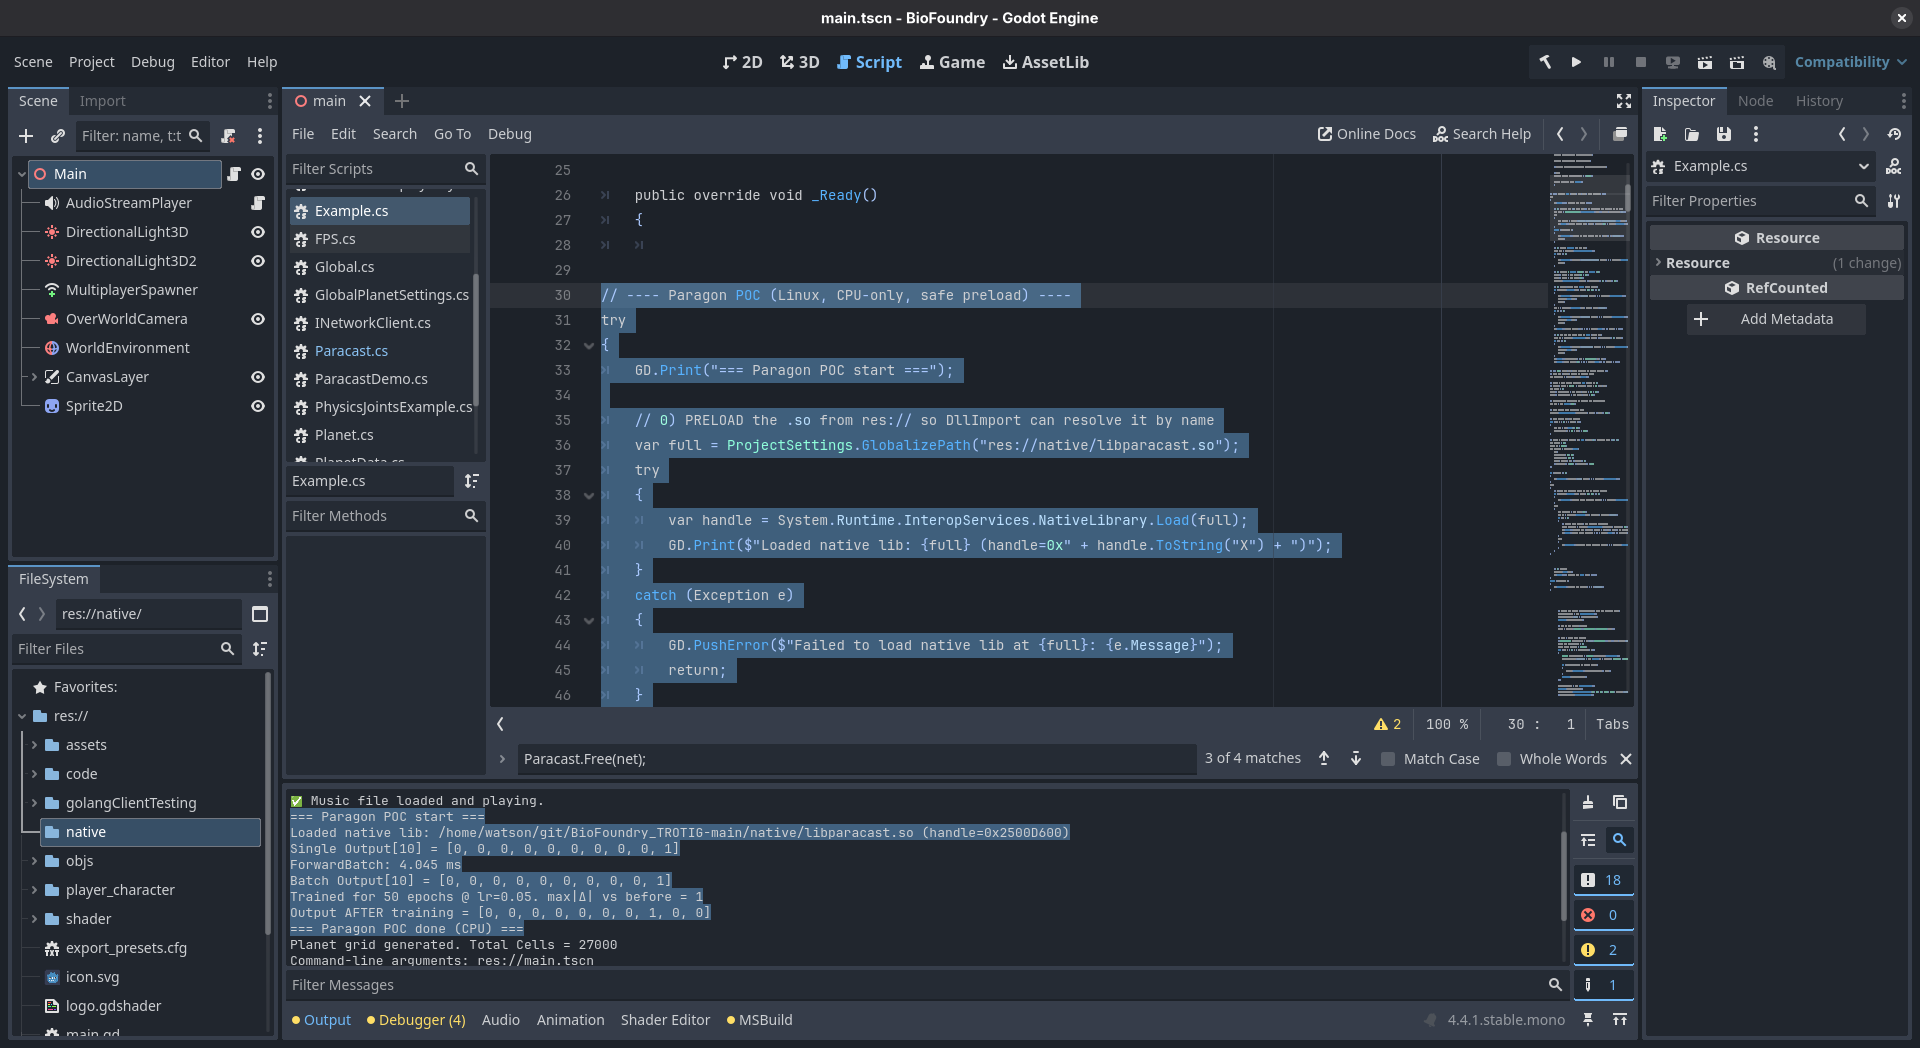 main.tscn - BioFoundry - Godot Engine
Scene Project Debug Editor Help
2D 3D Script Game AssetLib
Compatibility
Scene Import
Filter: name, t:t
Main
AudioStreamPlayer
DirectionalLight3D
DirectionalLight3D2
MultiplayerSpawner
OverWorldCamera
WorldEnvironment
CanvasLayer
Sprite2D
FileSystem
res://native/
Filter Files
Favorites:
res://
assets
code
golangClientTesting
native
objs
player_character
shader
export_presets.cfg
icon.svg
logo.gdshader
main.gd
main
File Edit Search Go To Debug
Online Docs Search Help
Filter Scripts
Example.cs
FPS.cs
Global.cs
GlobalPlanetSettings.cs
INetworkClient.cs
Paracast.cs
ParacastDemo.cs
PhysicsJointsExample.cs
Planet.cs
PlanetData.cs
Example.cs
Filter Methods
25
26 public override void _Ready()
27 {
28
29
30 // ---- Paragon POC (Linux, CPU-only, safe preload) ----
31 try
32 {
33 GD.Print("=== Paragon POC start ===");
34
35 // 0) PRELOAD the .so from res:// so DllImport can resolve it by name
36 var full = ProjectSettings.GlobalizePath("res://native/libparacast.so");
37 try
38 {
39 var handle = System.Runtime.InteropServices.NativeLibrary.Load(full);
40 GD.Print($"Loaded native lib: {full} (handle=0x" + handle.ToString("X") + ")");
41 }
42 catch (Exception e)
43 {
44 GD.PushError($"Failed to load native lib at {full}: {e.Message}");
45 return;
46 }
2 100 % 30 : 1 Tabs
Paracast.Free(net);
3 of 4 matches Match Case Whole Words
✅ Music file loaded and playing.
=== Paragon POC start ===
Loaded native lib: /home/watson/git/BioFoundry_TROTIG-main/native/libparacast.so (handle=0x2500D600)
Single Output[10] = [0, 0, 0, 0, 0, 0, 0, 0, 0, 1]
ForwardBatch: 4.045 ms
Batch Output[10] = [0, 0, 0, 0, 0, 0, 0, 0, 0, 1]
Trained for 50 epochs @ lr=0.05. max|Δ| vs before = 1
Output AFTER training = [0, 0, 0, 0, 0, 0, 0, 1, 0, 0]
=== Paragon POC done (CPU) ===
Planet grid generated. Total Cells = 27000
Command-line arguments: res://main.tscn
18
0
2
1
Filter Messages
Output Debugger (4) Audio Animation Shader Editor MSBuild
4.4.1.stable.mono
Inspector Node History
Example.cs
Filter Properties
Resource
Resource (1 change)
RefCounted
Add Metadata